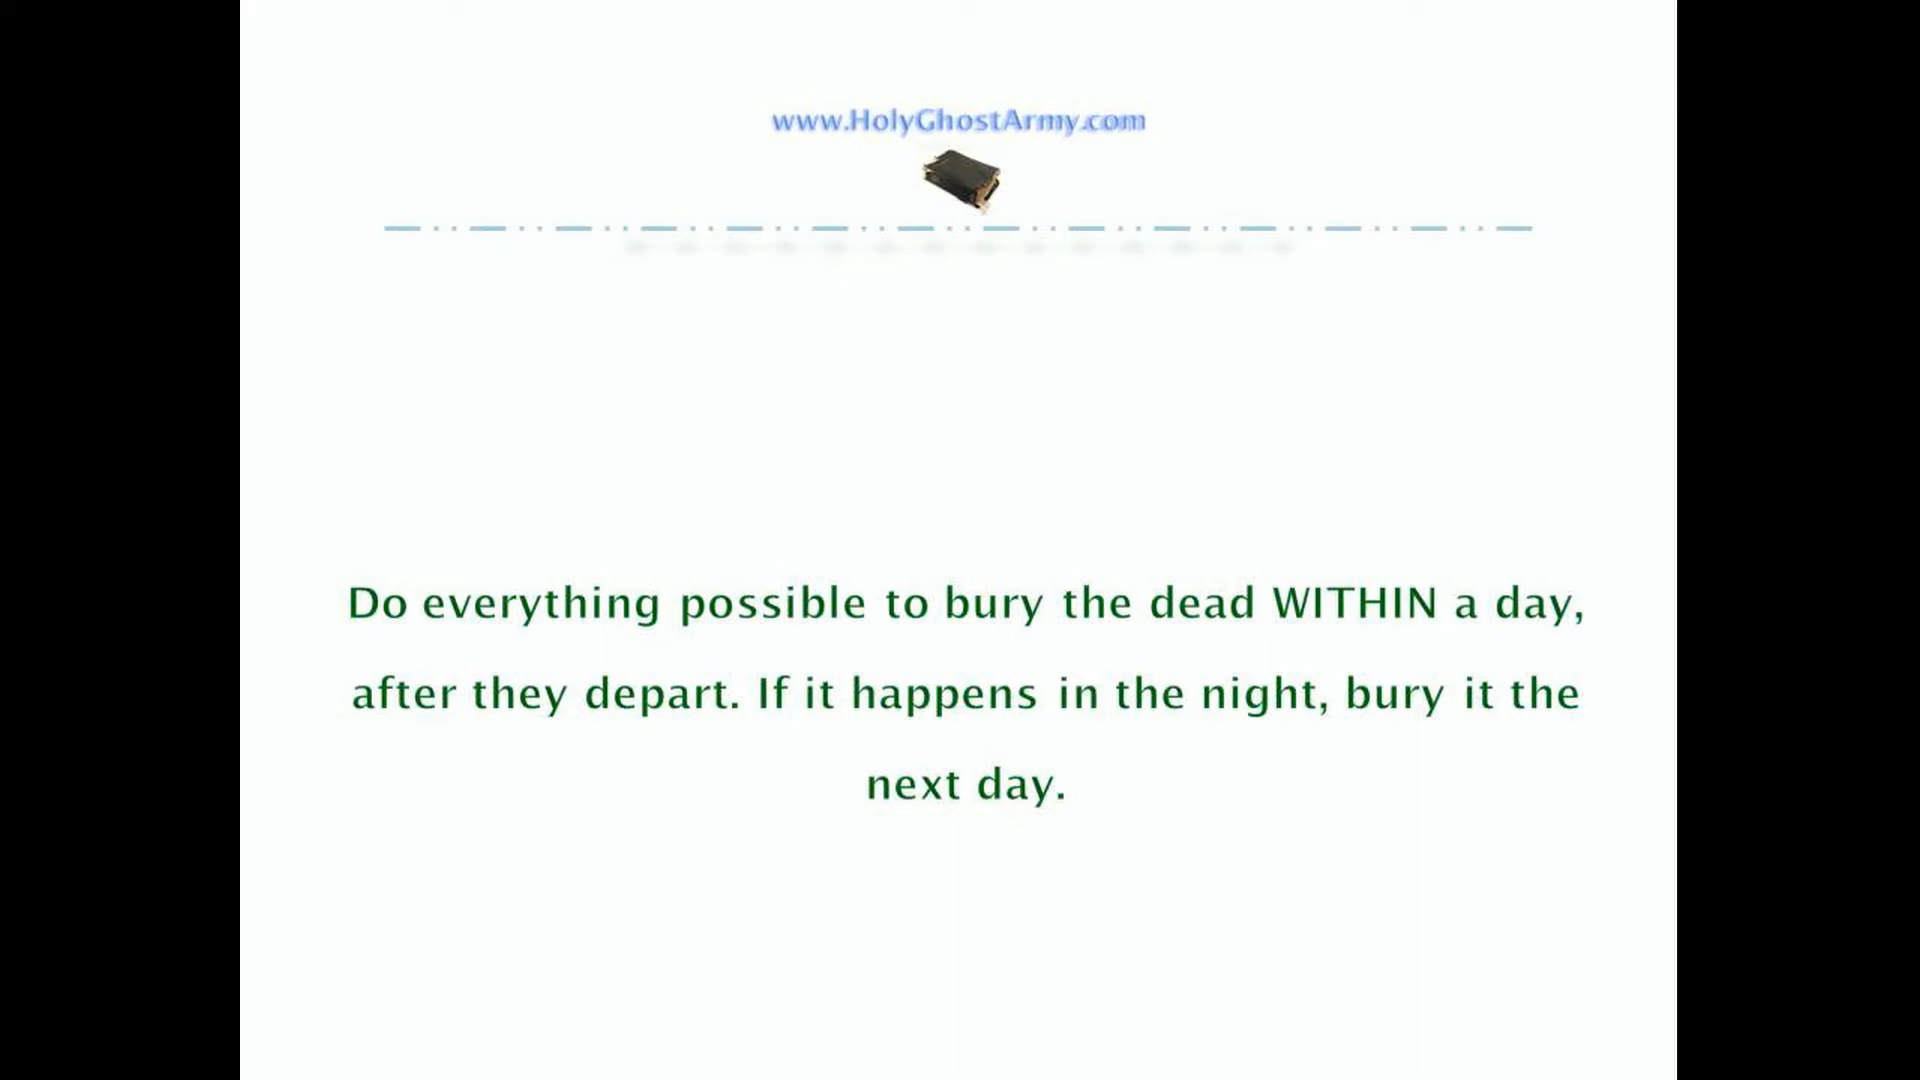 www.HolyGhostArmy.com
Do everything possible to bury the dead WITHIN a day,
after they depart. If it happens in the night, bury it the
next day.